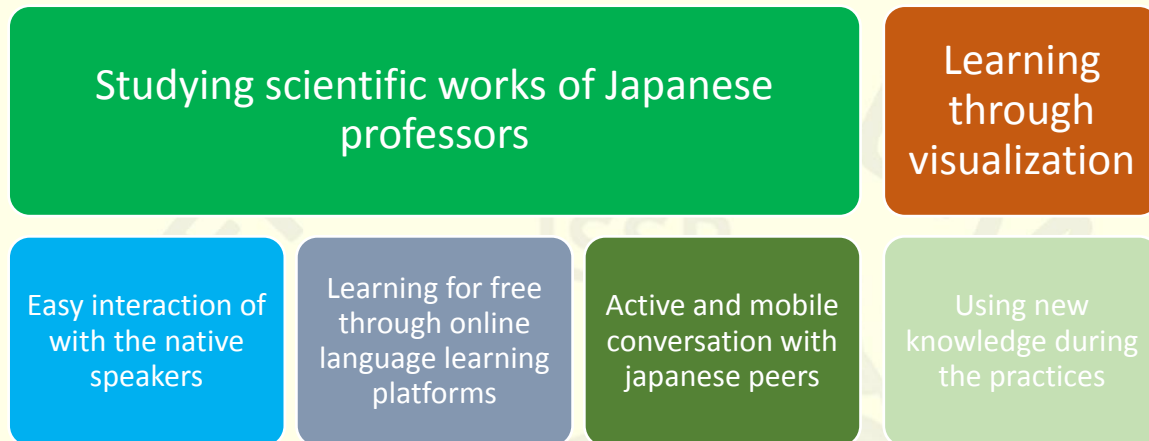 Studying scientific works of Japanese
professors
Learning
through
visualization
Easy interaction of
with the native
speakers
Learning for free
through online
language learning
platforms
Active and mobile
conversation with
japanese peers
Using new
knowledge during
the practices